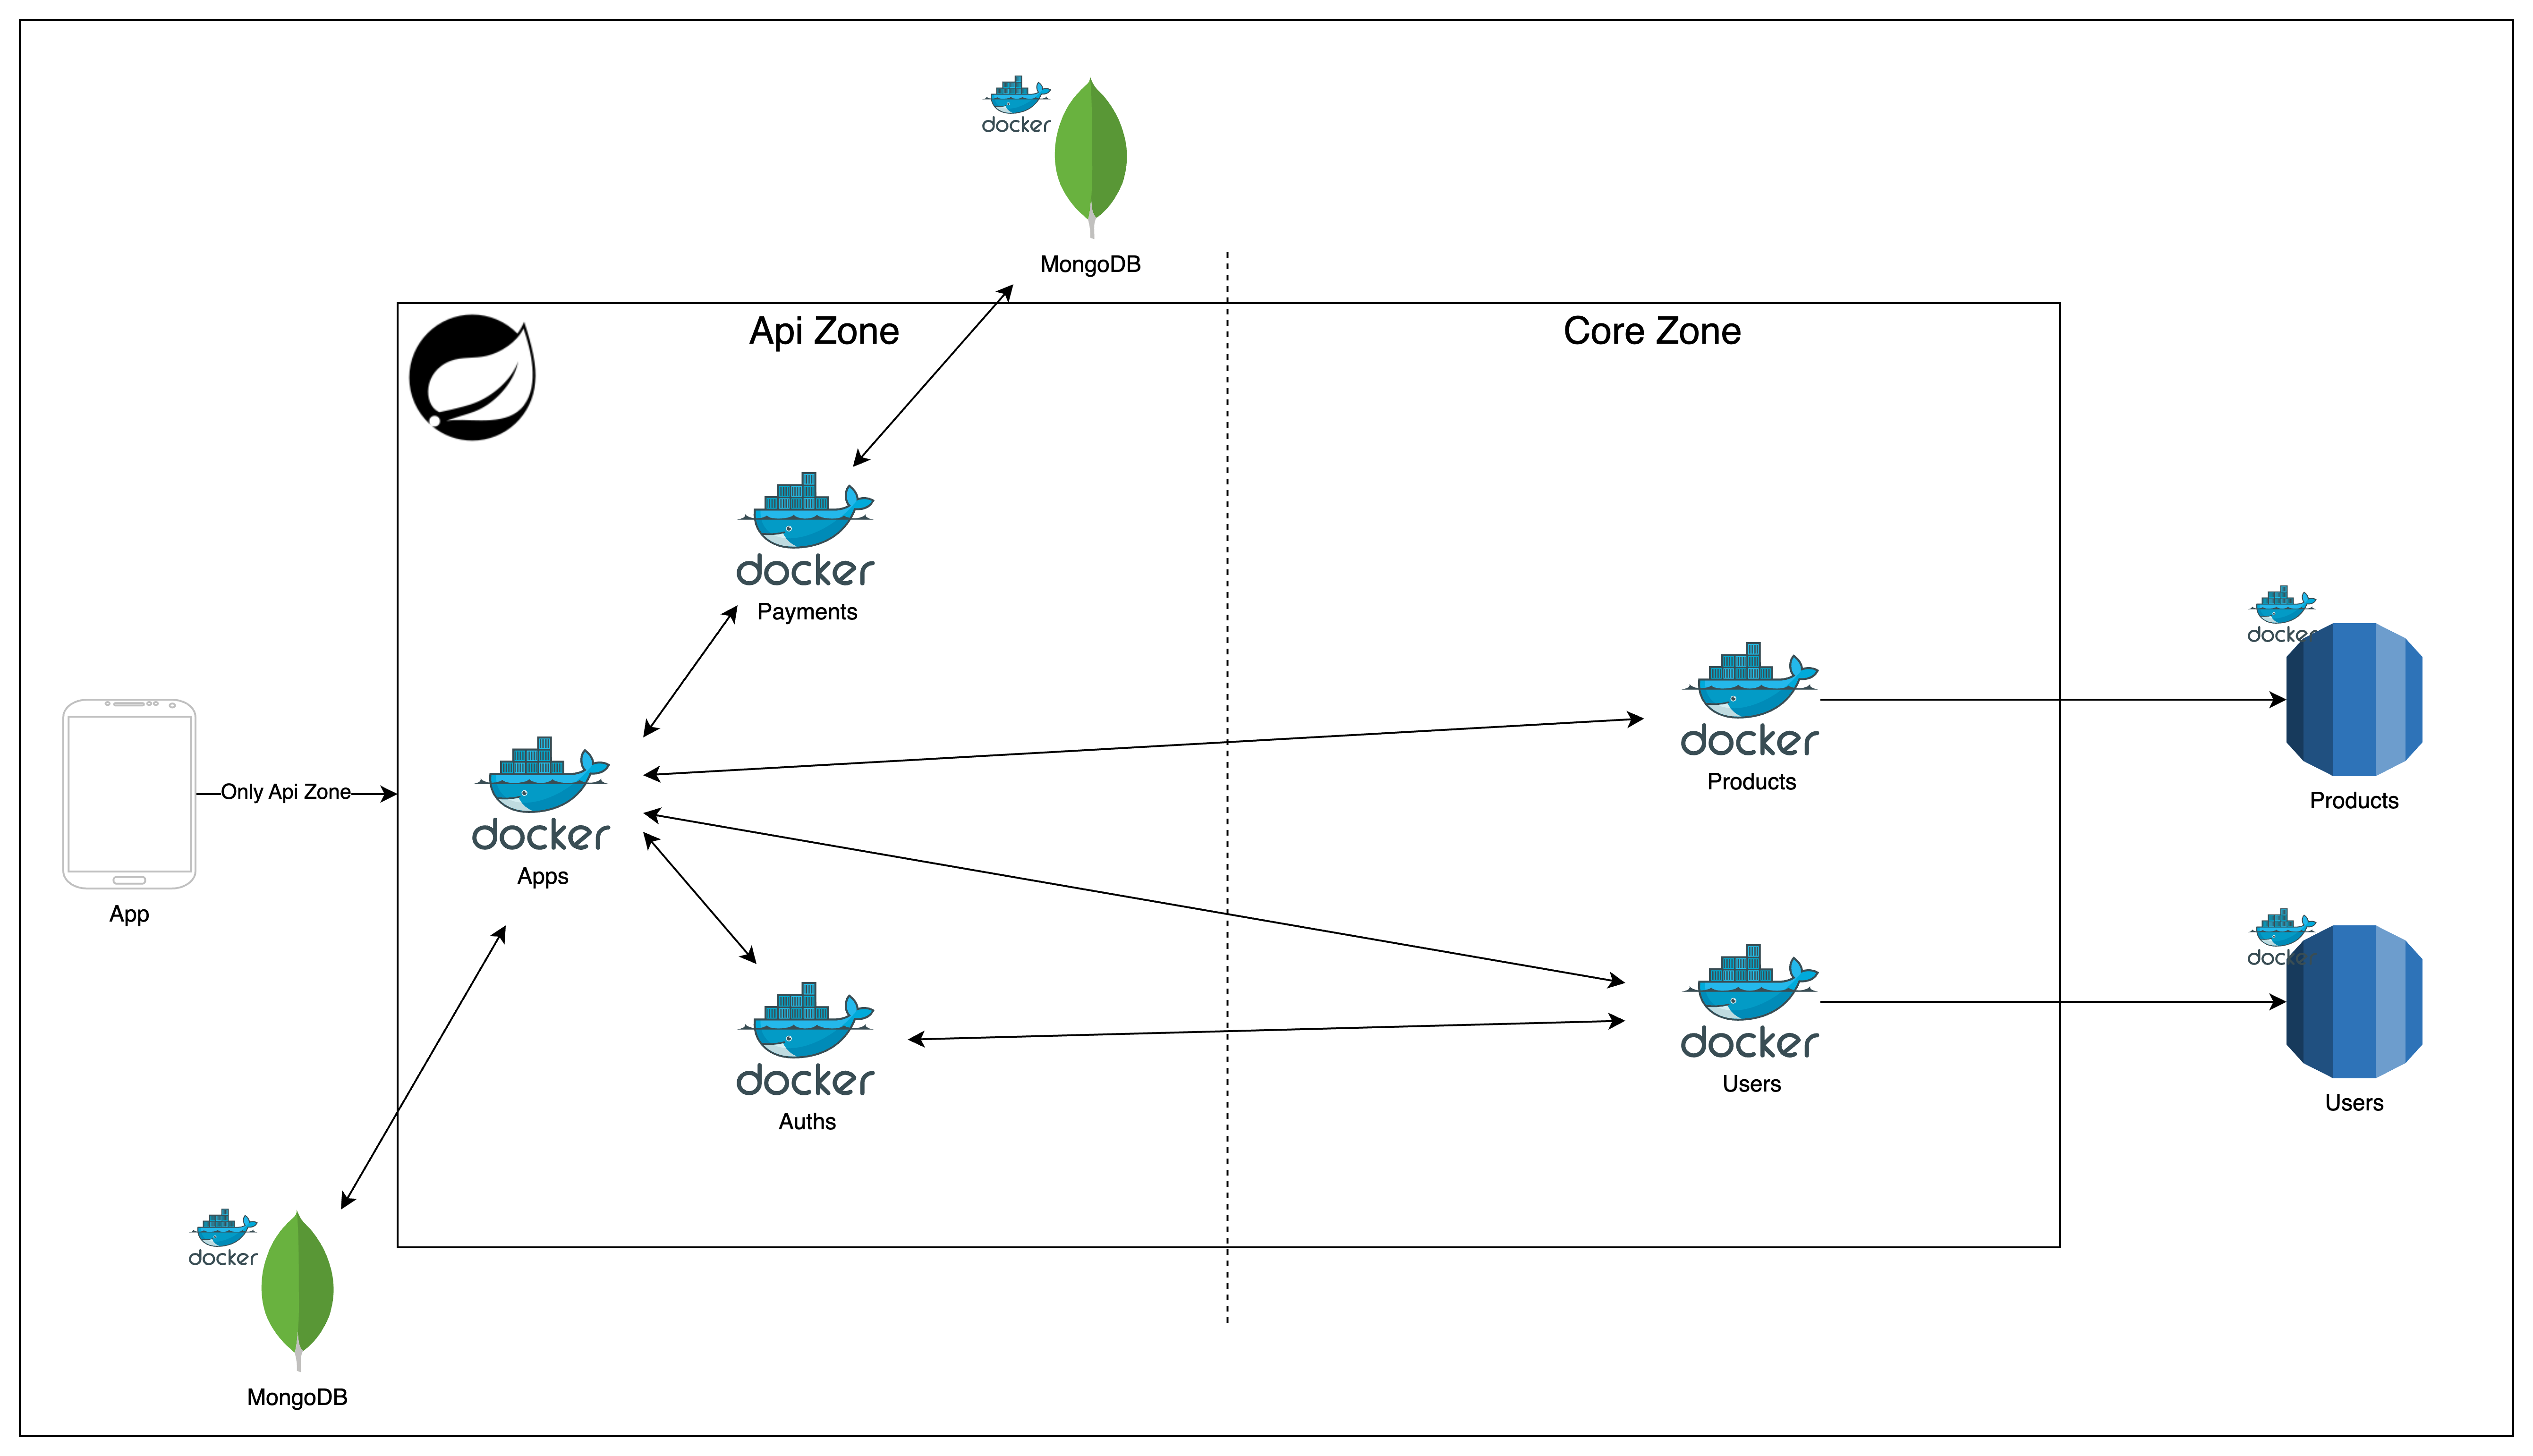 docker
MongoDB
Api Zone
Core Zone
docker
Payments
docker
docker
Products
Products
docker
Apps
Only Api Zone
App
docker
docker
Users
Users
docker
Auths
docker
MongoDB